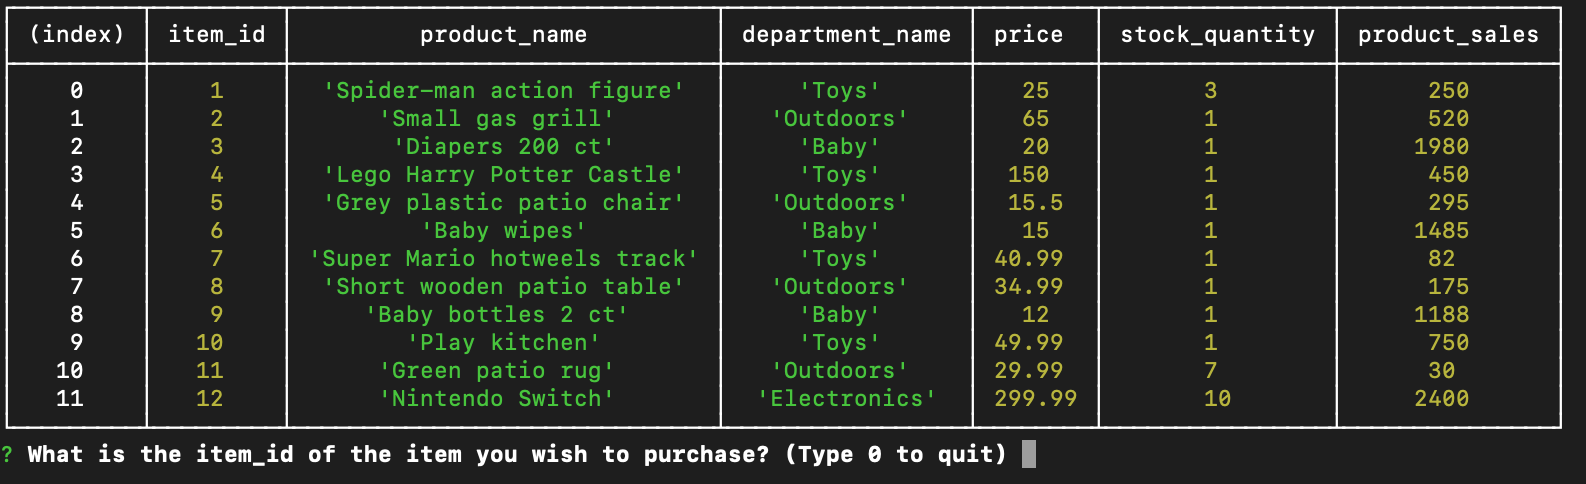 (index) item_id product_name department_name price stock_quantity product_sales
0 1 'Spider-man action figure' 'Toys' 25 3 250
1 2 'Small gas grill' 'Outdoors' 65 1 520
2 3 'Diapers 200 ct' 'Baby' 20 1 1980
3 4 'Lego Harry Potter Castle' 'Toys' 150 1 450
4 5 'Grey plastic patio chair' 'Outdoors' 15.5 1 295
5 6 'Baby wipes' 'Baby' 15 1 1485
6 7 'Super Mario hotweels track' 'Toys' 40.99 1 82
7 8 'Short wooden patio table' 'Outdoors' 34.99 1 175
8 9 'Baby bottles 2 ct' 'Baby' 12 1 1188
9 10 'Play kitchen' 'Toys' 49.99 1 750
10 11 'Green patio rug' 'Outdoors' 29.99 7 30
11 12 'Nintendo Switch' 'Electronics' 299.99 10 2400
? What is the item_id of the item you wish to purchase? (Type 0 to quit)